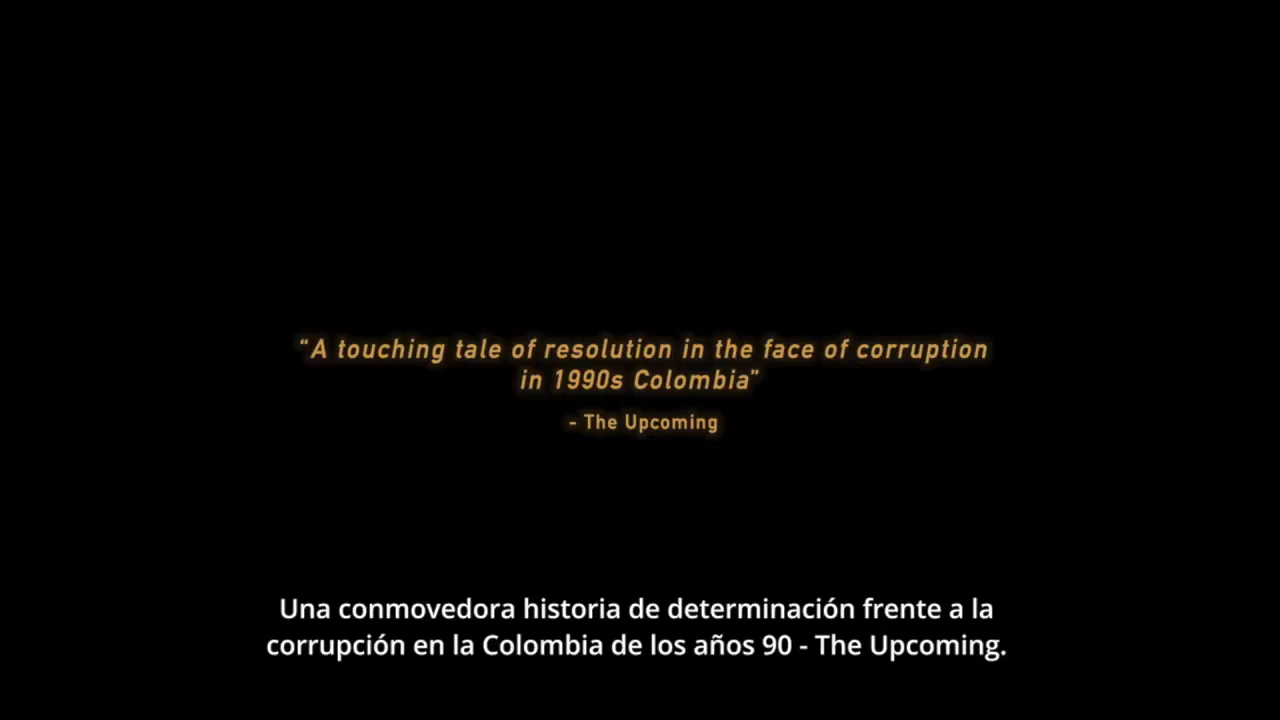 “A touching tale of resolution in the face of corruption
in 1990s Colombia”
- The Upcoming
Una conmovedora historia de determinación frente a la
corrupción en la Colombia de los años 90 - The Upcoming.